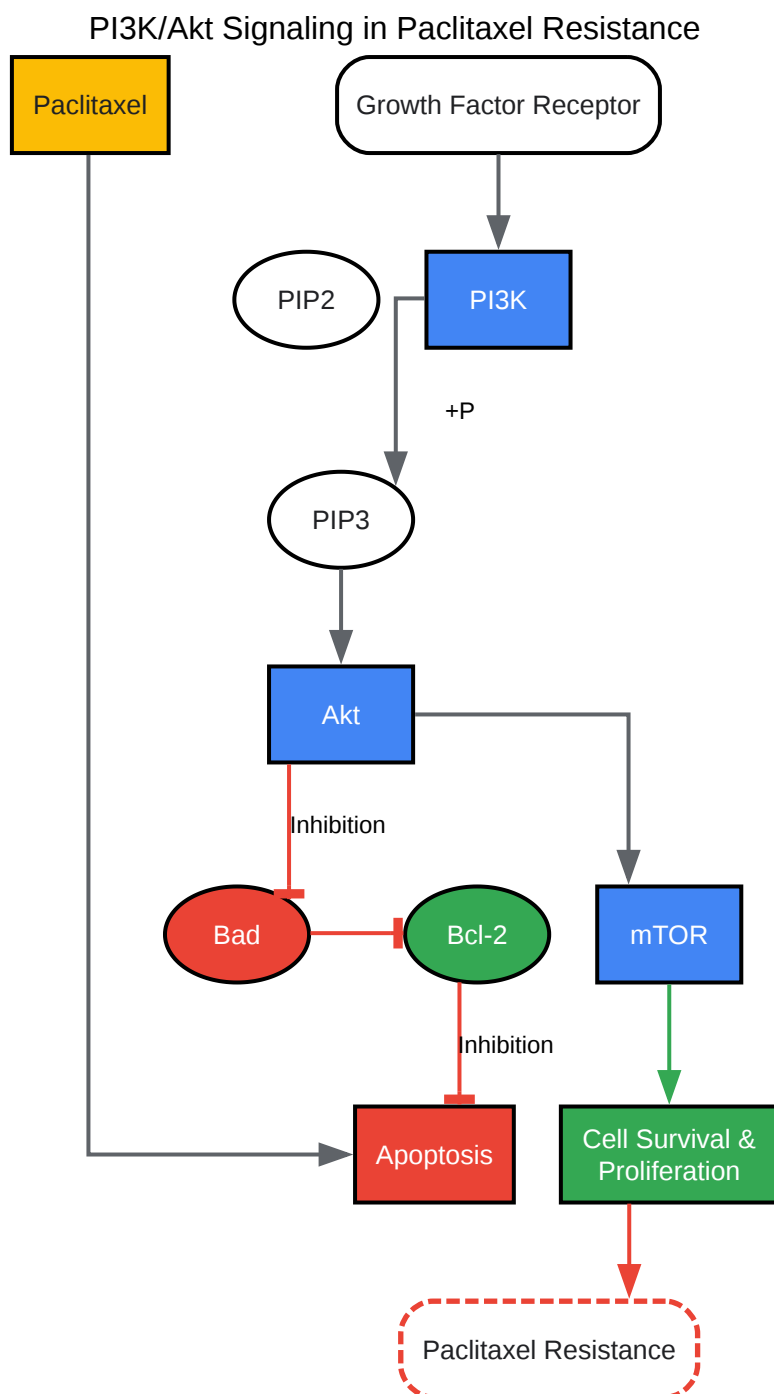 PI3K/Akt Signaling in Paclitaxel Resistance
Paclitaxel
Growth Factor Receptor
PIP2
PI3K
+P
PIP3
Akt
Inhibition
Bad
Bcl-2
mTOR
Inhibition
Apoptosis
Cell Survival &
Proliferation
Paclitaxel Resistance